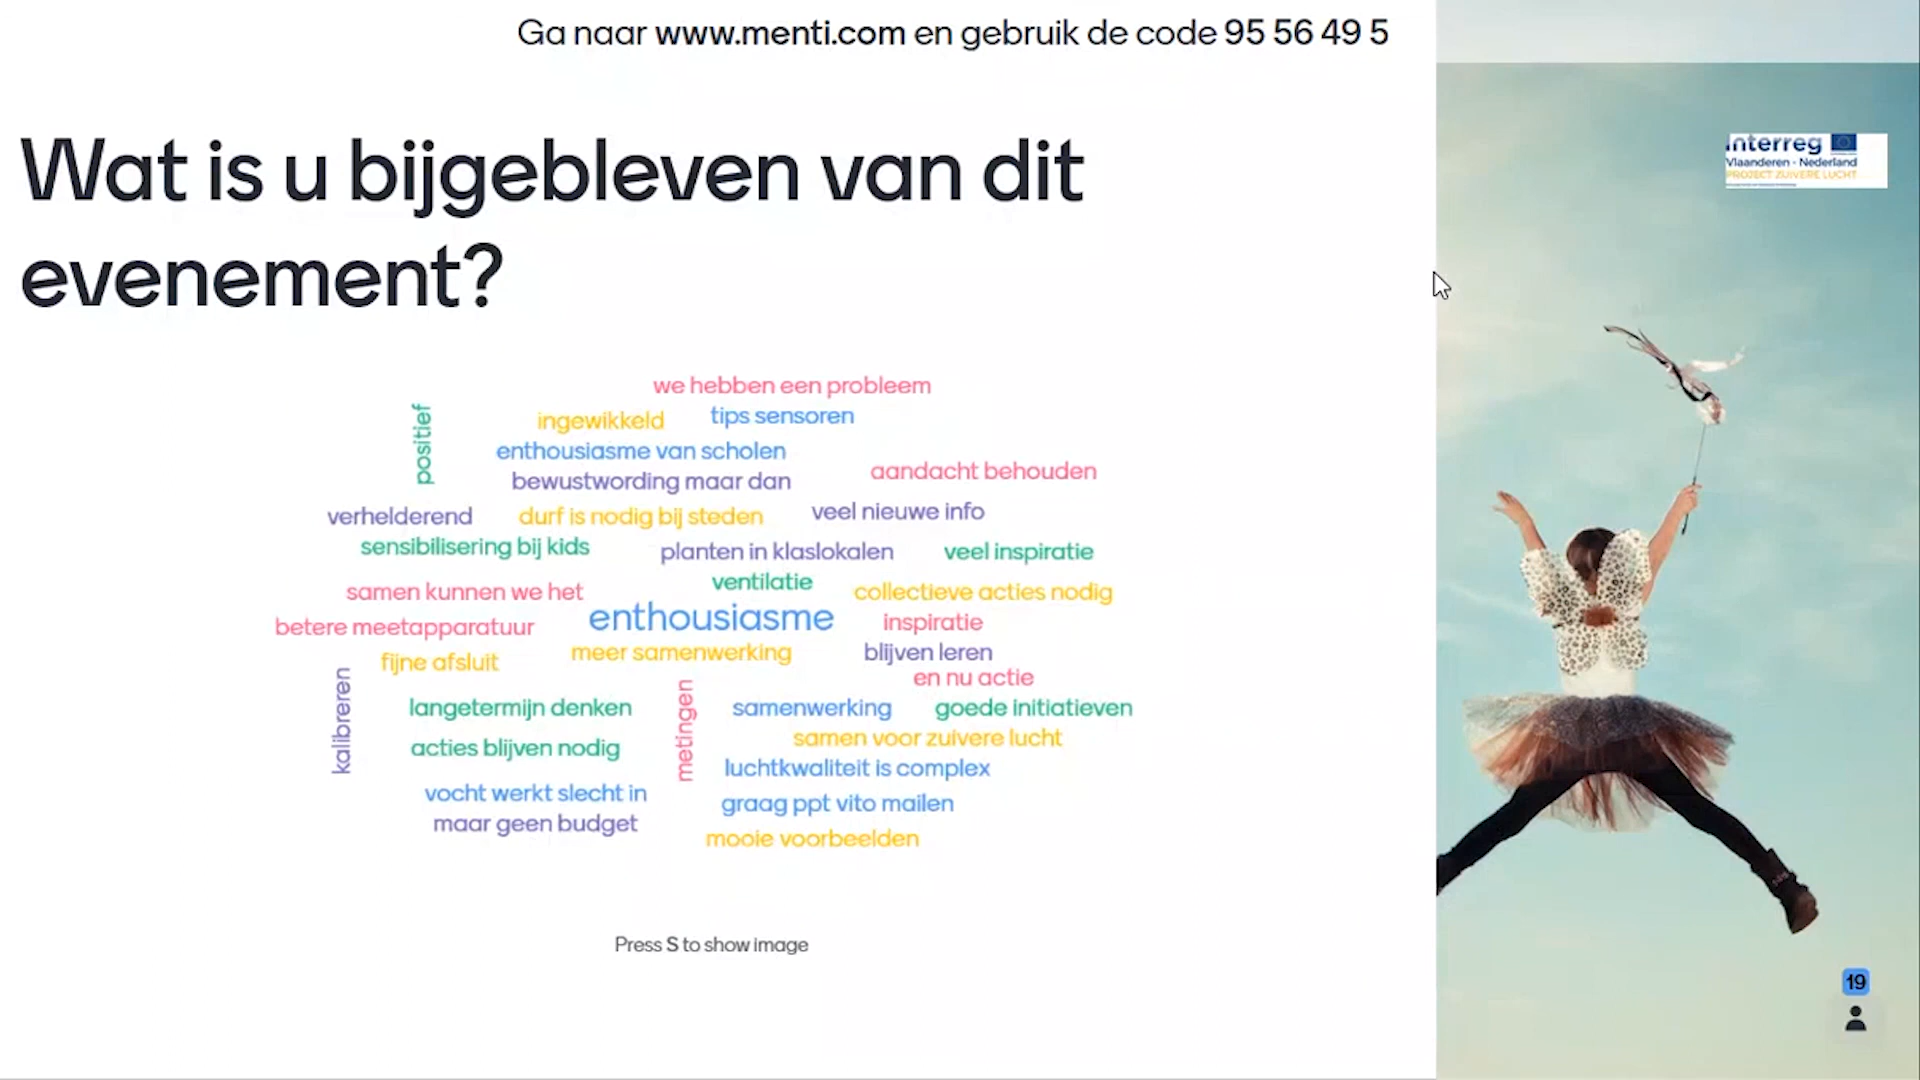 Ga naar www.menti.com en gebruik de code 95 56 49 5
Wat is u bijgebleven van dit
evenement?
interreg
Vlaanderen - Nederland
PROJECT ZUIVERE LUCHT
we hebben een probleem
positief
ingewikkeld
tips sensoren
enthousiasme van scholen
aandacht behouden
bewustwording maar dan
verhelderend
durf is nodig bij steden
veel nieuwe info
sensibilisering bij kids
planten in klaslokalen
veel inspiratie
ventilatie
samen kunnen we het
collectieve acties nodig
enthousiasme
betere meetapparatuur
inspiratie
fijne afsluit
meer samenwerking
blijven leren
en nu actie
kalibreren
langetermijn denken
metingen
samenwerking
goede initiatieven
samen voor zuivere lucht
acties blijven nodig
luchtkwaliteit is complex
vocht werkt slecht in
graag ppt vito mailen
maar geen budget
mooie voorbeelden
Press S to show image
19